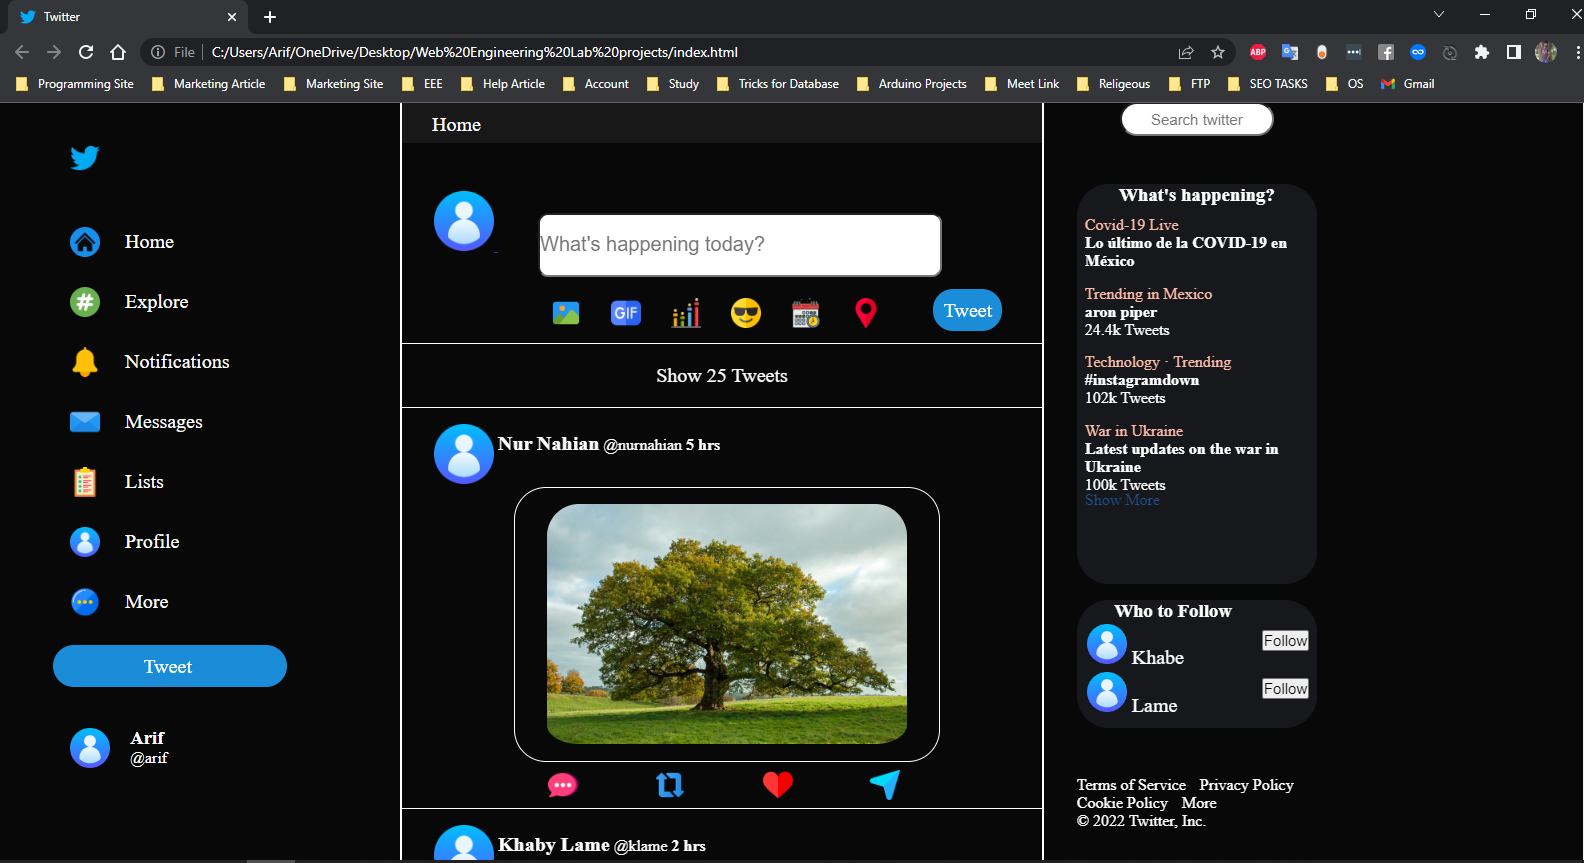 Twitter
File
C:/Users/Arif/OneDrive/Desktop/Web%20Engineering%20Lab%20projects/index.html
ABP
Programming Site
Marketing Article
Marketing Site
EEE
Help Article
Account
Study
Tricks for Database
Arduino Projects
Meet Link
Religeous
FTP
SEO TASKS
OS
Gmail
Home
Explore
Notifications
Messages
Lists
Profile
More
Tweet
Arif
@arif
Home
What's happening today?
GIF
Tweet
Show 25 Tweets
Nur Nahian @nurnahian 5 hrs
Khaby Lame @klame 2 hrs
Search twitter
What's happening?
Covid-19 Live
Lo último de la COVID-19 en
México
Trending in Mexico
aron piper
24.4k Tweets
Technology · Trending
#instagramdown
102k Tweets
War in Ukraine
Latest updates on the war in
Ukraine
100k Tweets
Show More
Who to Follow
Khabe
Follow
Lame
Follow
Terms of Service Privacy Policy
Cookie Policy More
© 2022 Twitter, Inc.